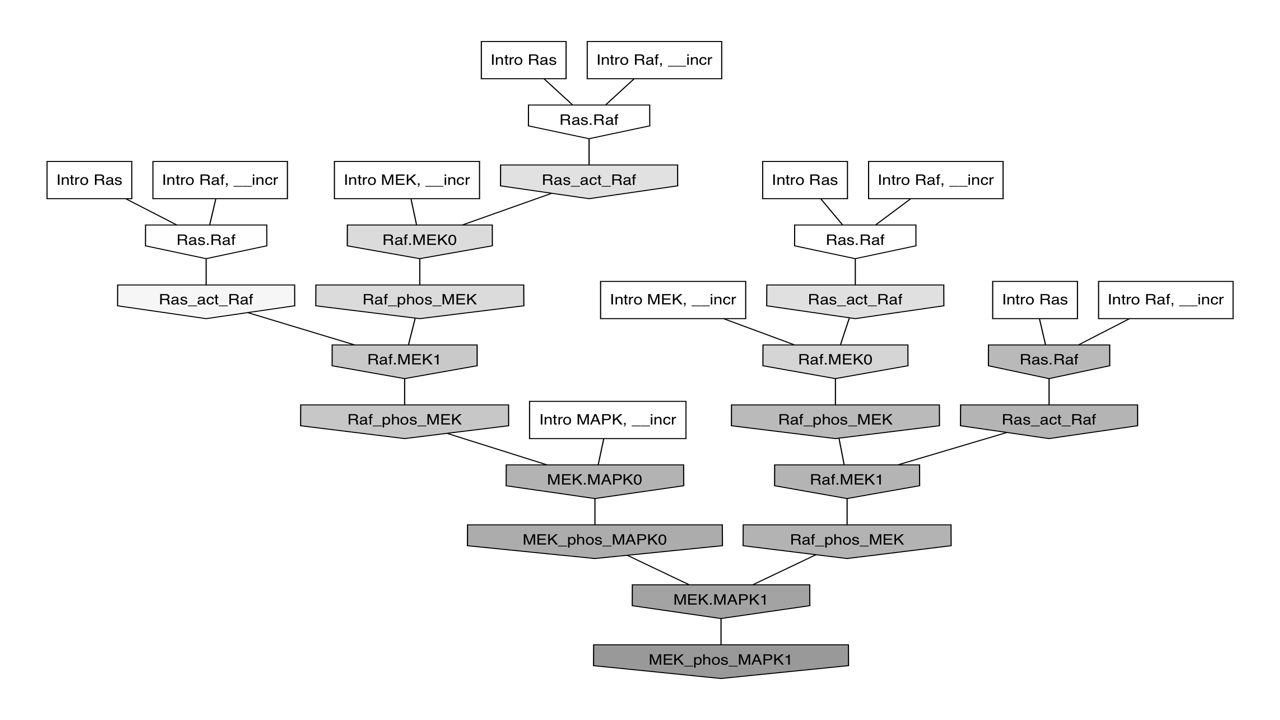 Intro Ras
Intro Raf, __incr
Ras.Raf
Intro Ras
Intro Raf, __incr
Intro MEK, __incr
Ras_act_Raf
Intro Ras
Intro Raf, __incr
Ras.Raf
Raf.MEK0
Ras.Raf
Ras_act_Raf
Raf_phos_MEK
Intro MEK, __incr
Ras_act_Raf
Intro Ras
Intro Raf, __incr
Raf.MEK1
Raf.MEK0
Ras.Raf
Raf_phos_MEK
Intro MAPK, __incr
Raf_phos_MEK
Ras_act_Raf
MEK.MAPK0
Raf.MEK1
MEK_phos_MAPK0
Raf_phos_MEK
MEK.MAPK1
MEK_phos_MAPK1